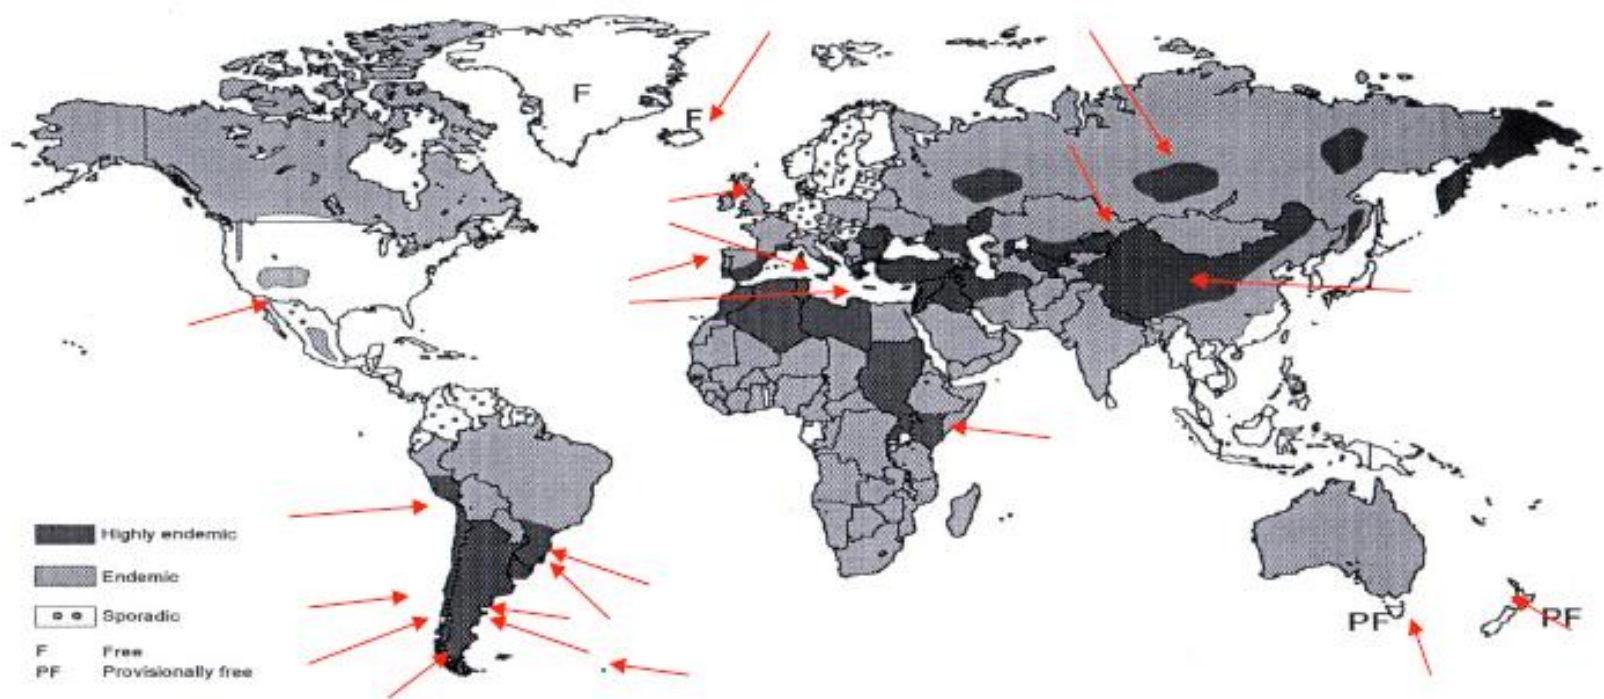 F
F
Highly endemic
Endemic
Sporadic
F Free
PF Provisionally free
PF
PF